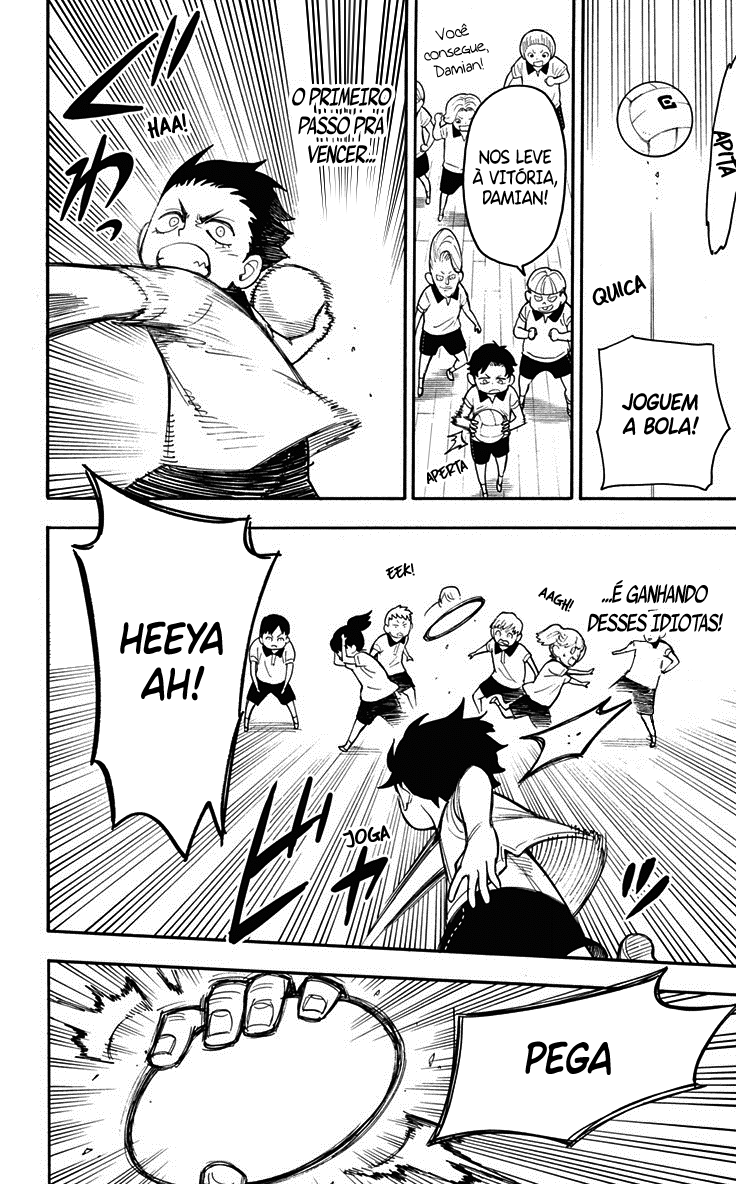 APITA
QUICA
JOGUEM
A BOLA!
Você
consegue,
Damian!
NOS LEVE
À VITÓRIA,
DAMIAN!
APERTA
O PRIMEIRO
PASSO PRA
VENCER...
HAA!
...É GANHANDO
DESSES IDIOTAS!
AAGH!
EEK!
HEEYA
AH!
JOGA
PEGA